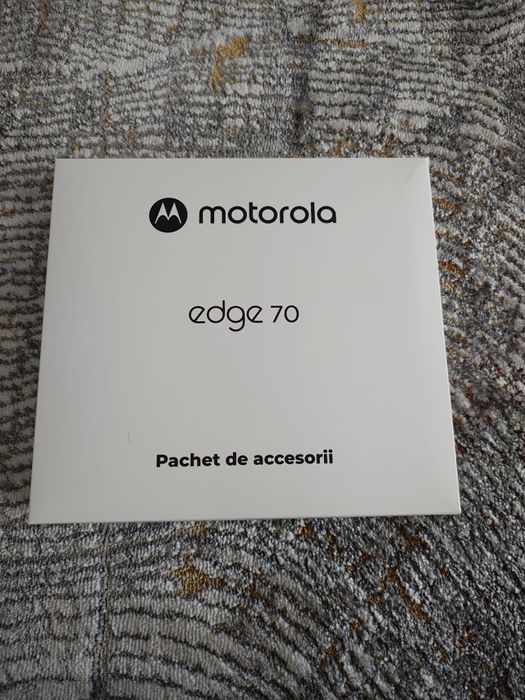 motorola
edge 70
Pachet de accesorii